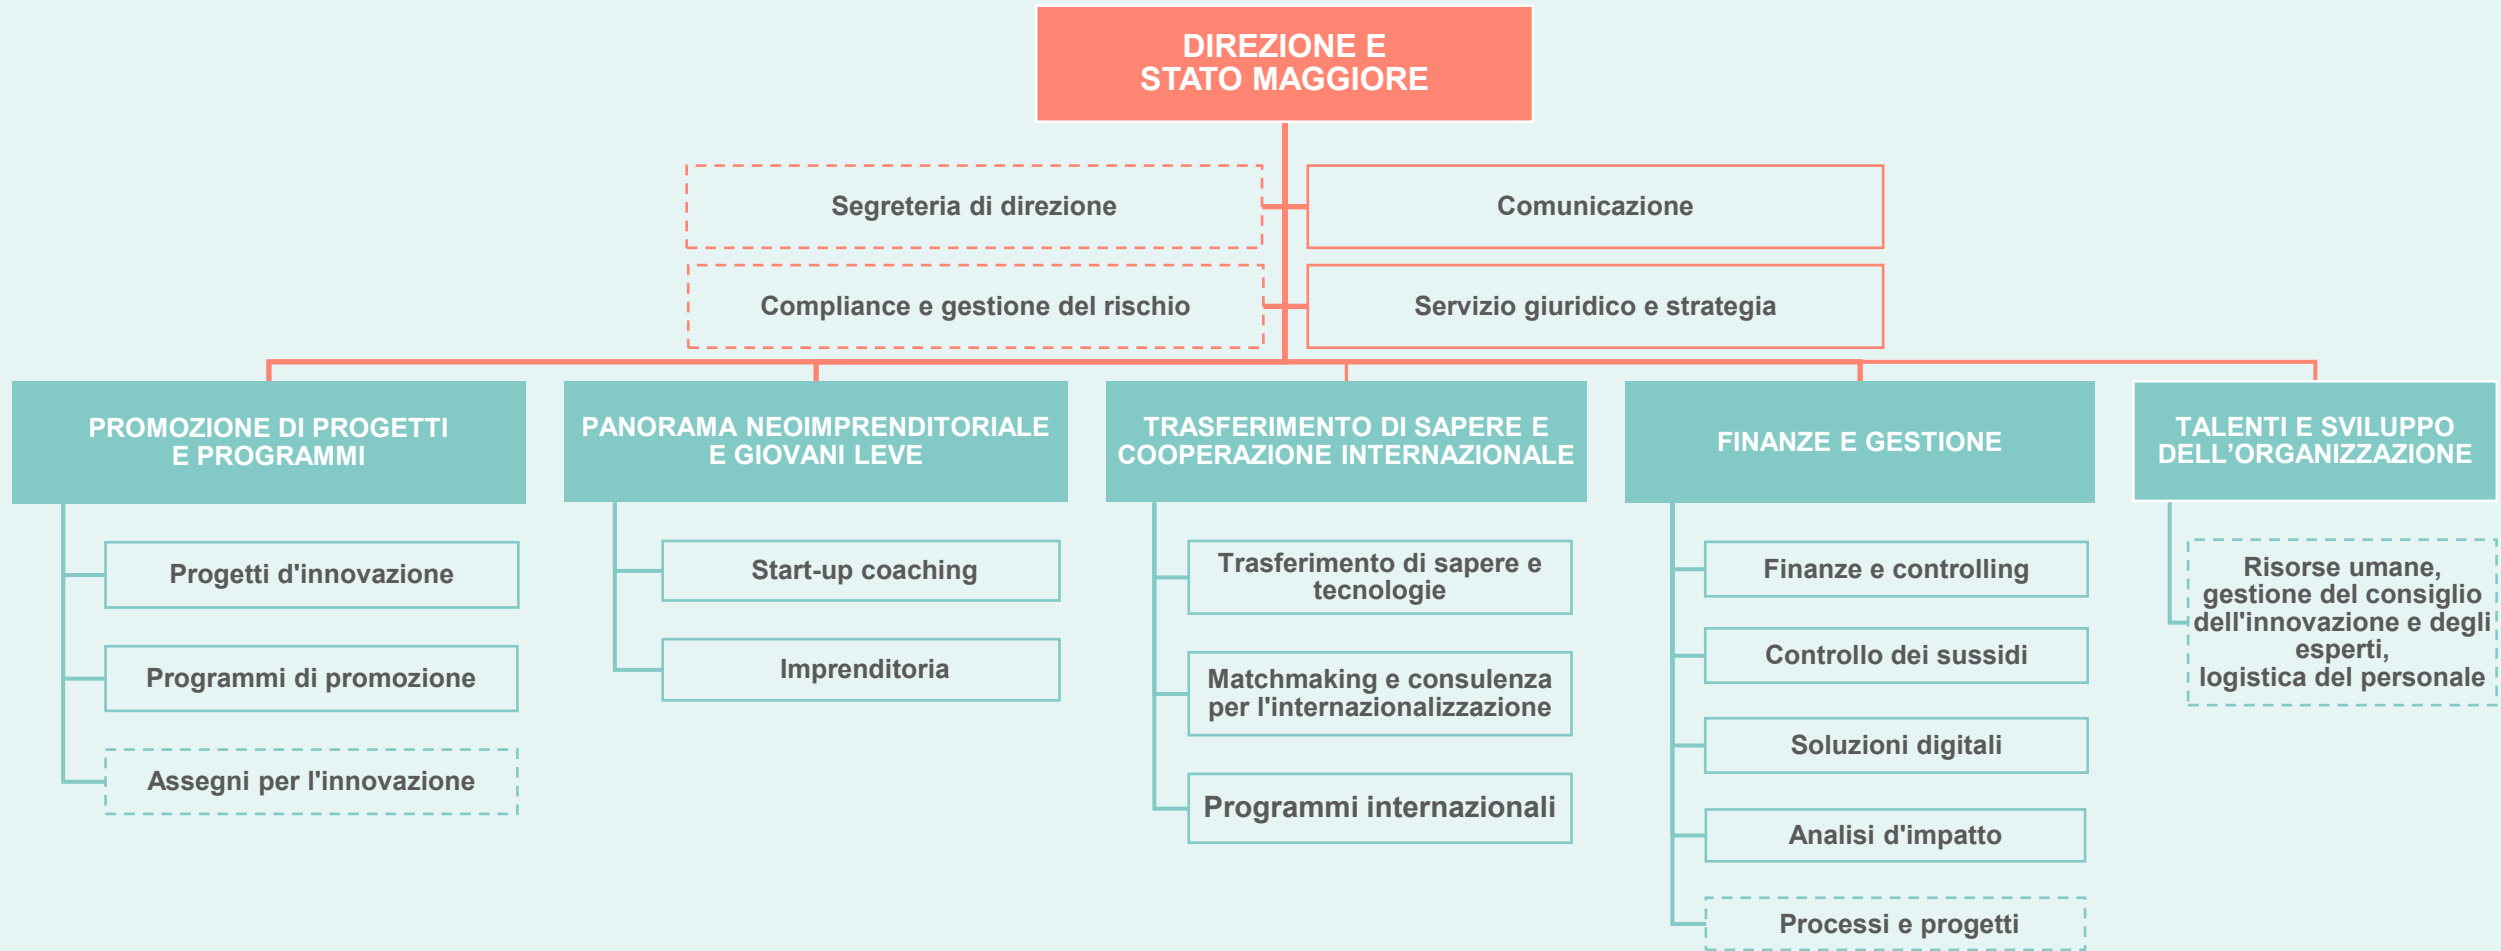 DIREZIONE E
STATO MAGGIORE
Segreteria di direzione
Comunicazione
Compliance e gestione del rischio
Servizio giuridico e strategia
PROMOZIONE DI PROGETTI
E PROGRAMMI
Progetti d'innovazione
Programmi di promozione
Assegni per l'innovazione
PANORAMA NEOIMPRENDITORIALE
E GIOVANI LEVE
Start-up coaching
Imprenditoria
TRASFERIMENTO DI SAPERE E
COOPERAZIONE INTERNAZIONALE
Trasferimento di sapere e
tecnologie
Matchmaking e consulenza
per l'internazionalizzazione
Programmi internazionali
FINANZE E GESTIONE
Finanze e controlling
Controllo dei sussidi
Soluzioni digitali
Analisi d'impatto
Processi e progetti
TALENTI E SVILUPPO
DELL’ORGANIZZAZIONE
Risorse umane,
gestione del consiglio
dell'innovazione e degli
esperti,
logistica del personale